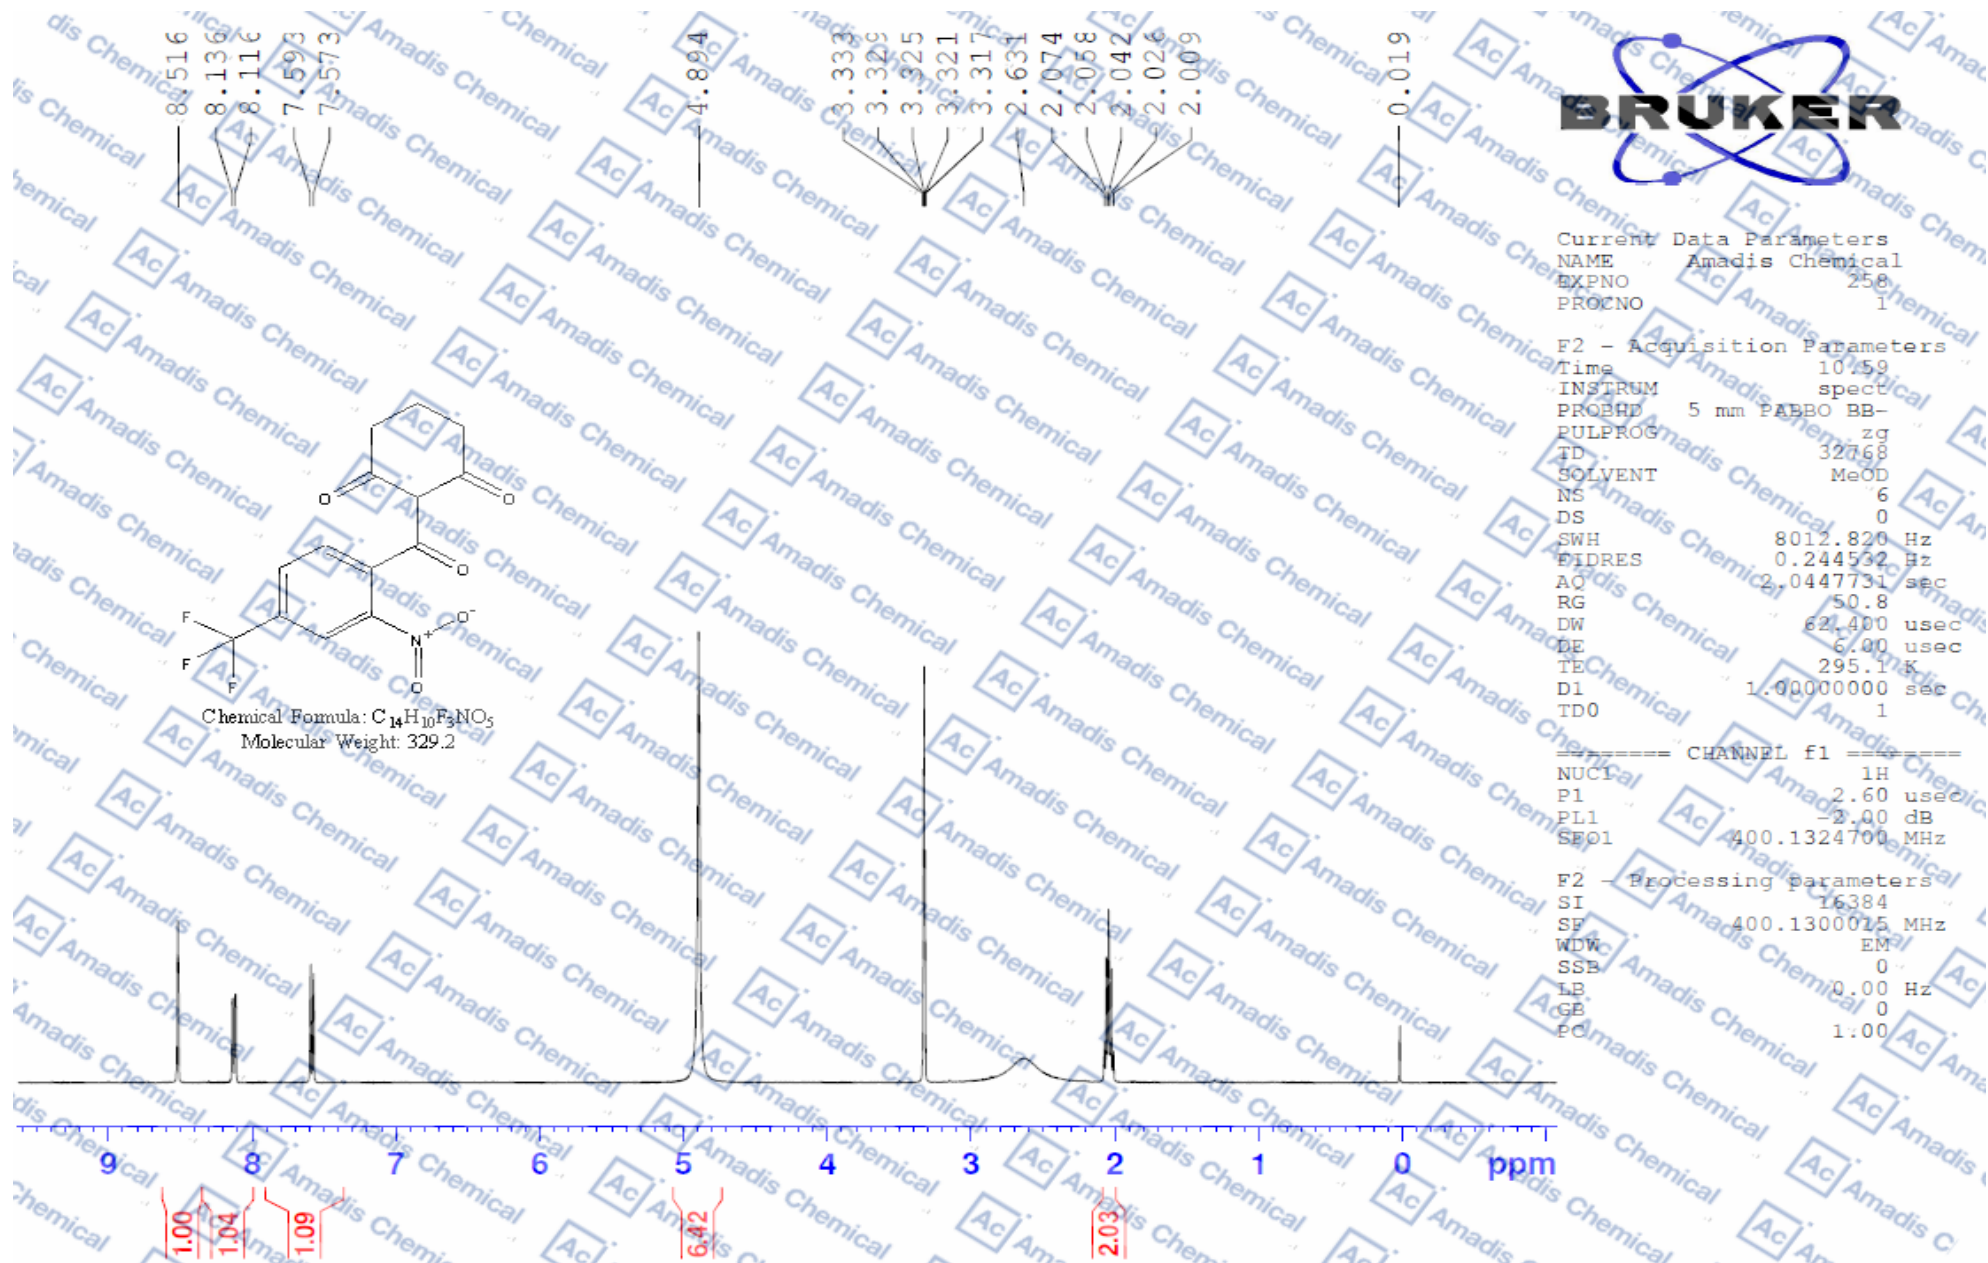 8.516
8.136
8.116
7.593
7.573
4.894
3.333
3.329
3.325
3.321
3.317
2.631
2.074
2.058
2.042
2.026
2.009
0.019
BRUKER
Current Data Parameters
NAME Amadis Chemical
EXPNO 258
PROCNO 1
F2 - Acquisition Parameters
Time 10.59
INSTRUM spect
PROBHD 5 mm PABBO BB-
PULPROG zg
TD 32768
SOLVENT MeOD
NS 6
DS 0
SWH 8012.820 Hz
FIDRES 0.244532 Hz
AQ 2.0447731 sec
RG 50.8
DW 62.400 usec
DE 6.00 usec
TE 295.1 K
D1 1.00000000 sec
TD0 1
======== CHANNEL f1 ========
NUC1 1H
P1 2.60 usec
PL1 -2.00 dB
SFO1 400.1324700 MHz
F2 - Processing parameters
SI 16384
SF 400.1300015 MHz
WDW EM
SSB 0
LB 0.00 Hz
GB 0
PC 1.00
O O
O
F
F
F
N+
O-
O
Chemical Formula: C14H10F3NO5
Molecular Weight: 329.2
9 8 7 6 5 4 3 2 1 0 ppm
1.00
1.04
1.09
6.42
2.03
Ac Amadis Chemical